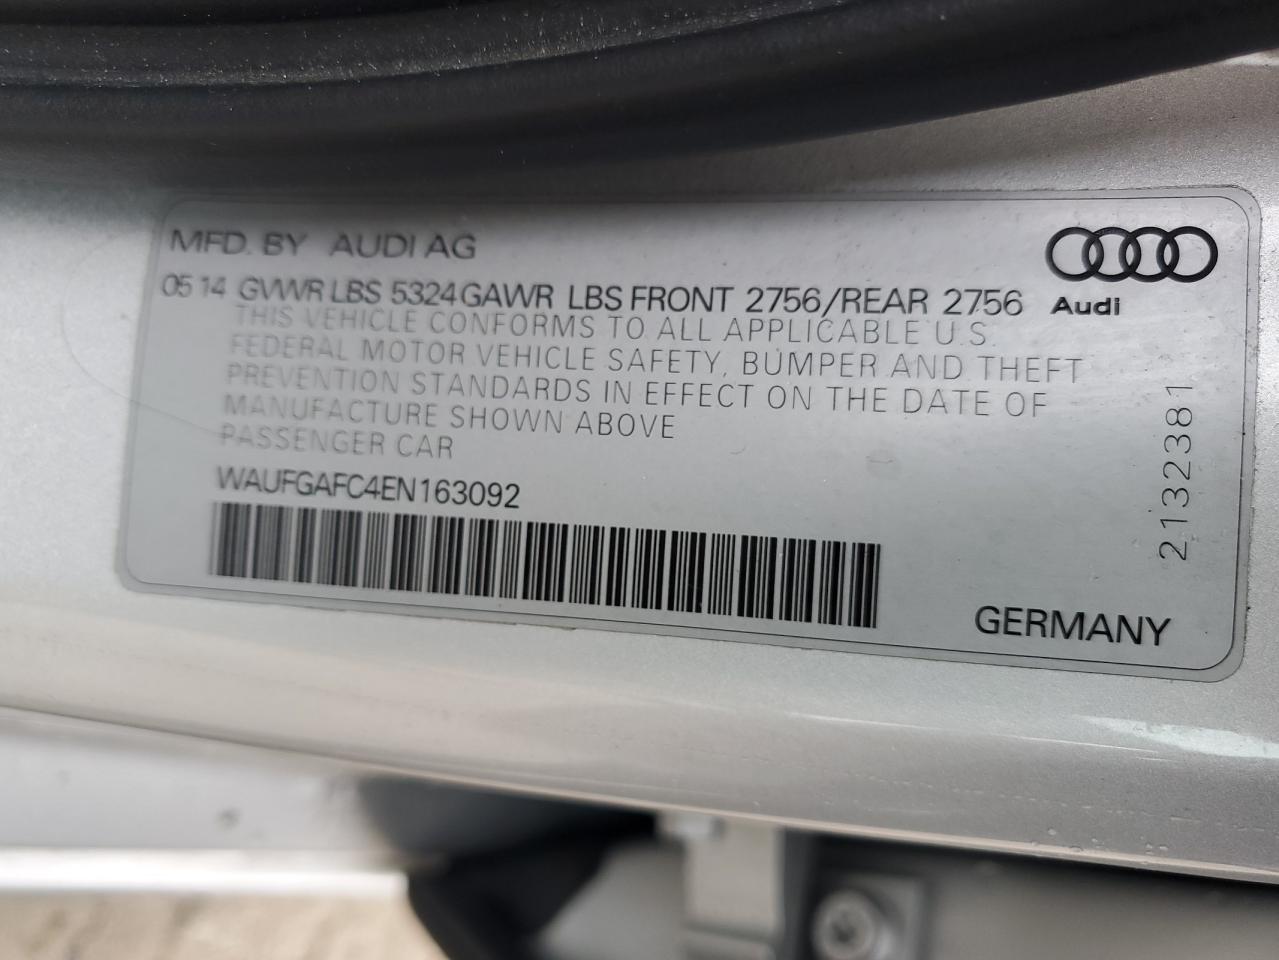 MFD. BY AUDI AG
05 14 GVWR LBS 5324 GAWR LBS FRONT 2756/REAR 2756
Audi
THIS VEHICLE CONFORMS TO ALL APPLICABLE U.S.
FEDERAL MOTOR VEHICLE SAFETY, BUMPER AND THEFT
PREVENTION STANDARDS IN EFFECT ON THE DATE OF
MANUFACTURE SHOWN ABOVE
PASSENGER CAR
WAUFGAFC4EN163092
2132381
GERMANY